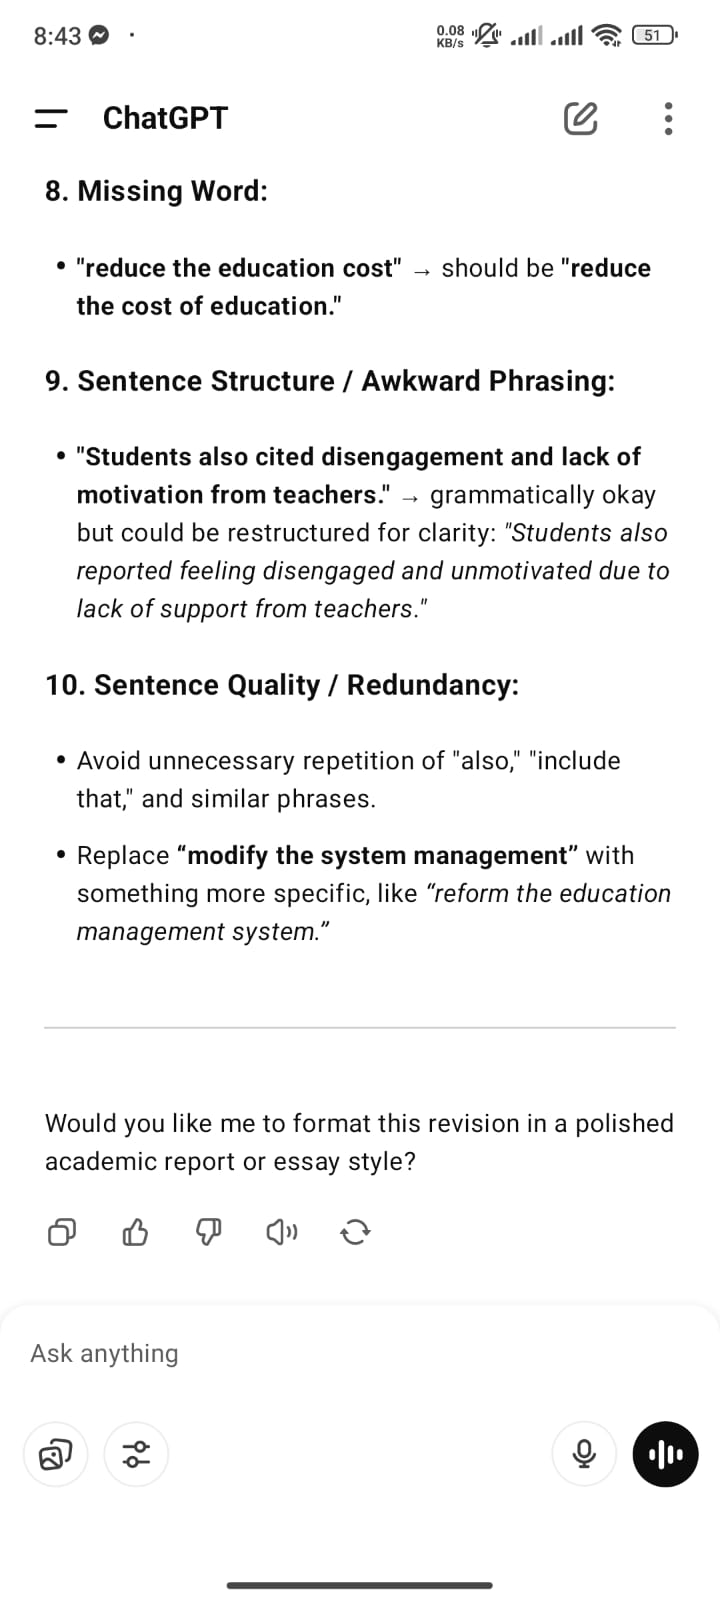 8:43
0.08
KB/s
51
ChatGPT
8. Missing Word:
• "reduce the education cost" → should be "reduce
the cost of education."
9. Sentence Structure / Awkward Phrasing:
• "Students also cited disengagement and lack of
motivation from teachers." → grammatically okay
but could be restructured for clarity: "Students also
reported feeling disengaged and unmotivated due to
lack of support from teachers."
10. Sentence Quality / Redundancy:
• Avoid unnecessary repetition of "also," "include
that," and similar phrases.
• Replace “modify the system management” with
something more specific, like “reform the education
management system.”
Would you like me to format this revision in a polished
academic report or essay style?
Ask anything